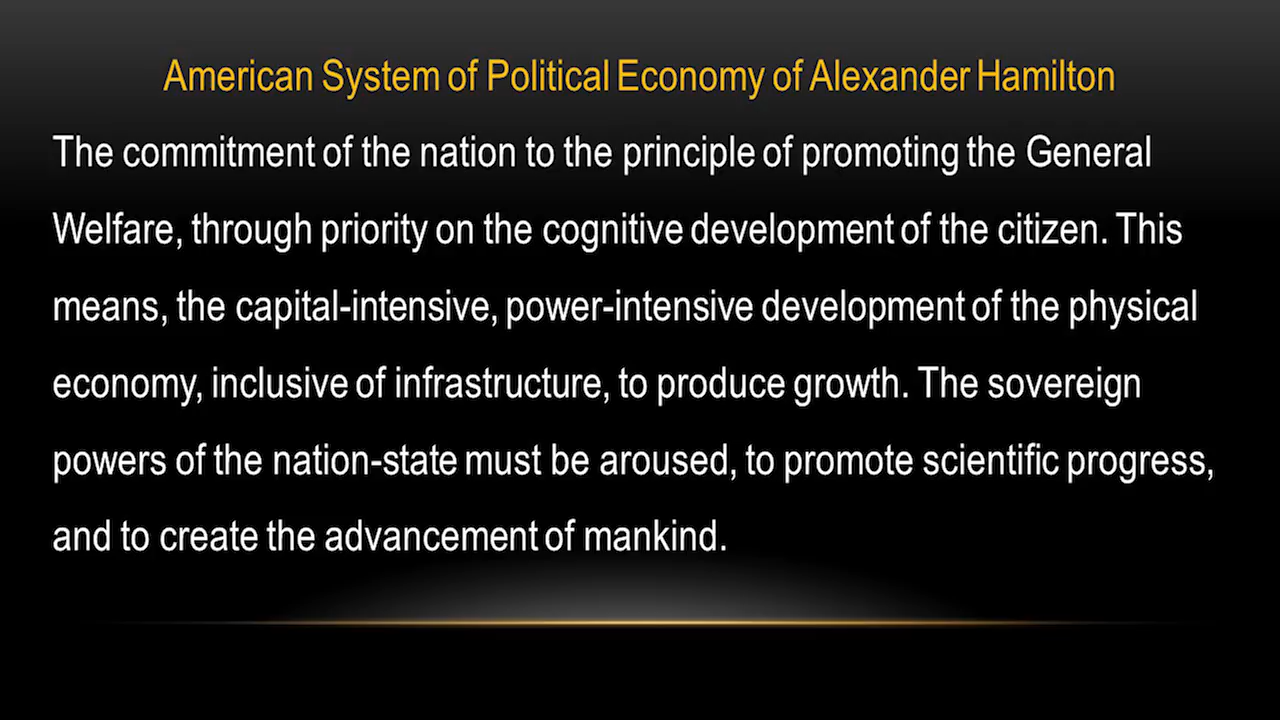 American System of Political Economy of Alexander Hamilton
The commitment of the nation to the principle of promoting the General
Welfare, through priority on the cognitive development of the citizen. This
means, the capital-intensive, power-intensive development of the physical
economy, inclusive of infrastructure, to produce growth. The sovereign
powers of the nation-state must be aroused, to promote scientific progress,
and to create the advancement of mankind.